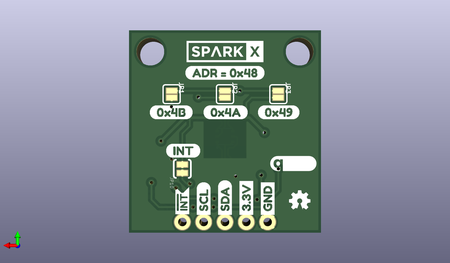 SPARK X
ADR = 0x48
0x4B 0x4A 0x49
INT
INT SCL SDA 3.3V GND